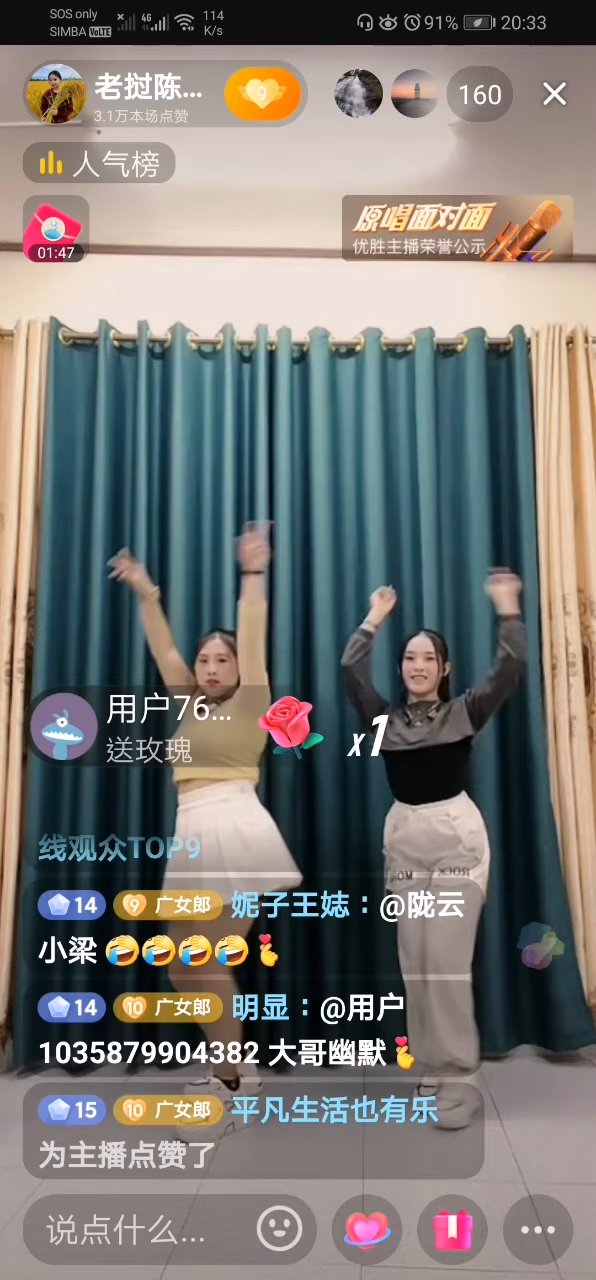 SOS only
SIMBA VoLTE
4G
114
K/s
91%
20:33
老挝陈...
3.1万本场点赞
9
160
人气榜
01:47
原唱面对面
优胜主播荣誉公示
用户76...
送玫瑰
x1
线观众TOP9
14 9 广女郎 妮子王娡：@陇云
小梁
14 10 广女郎 明显：@用户
1035879904382 大哥幽默
15 10 广女郎 平凡生活也有乐
为主播点赞了
说点什么...